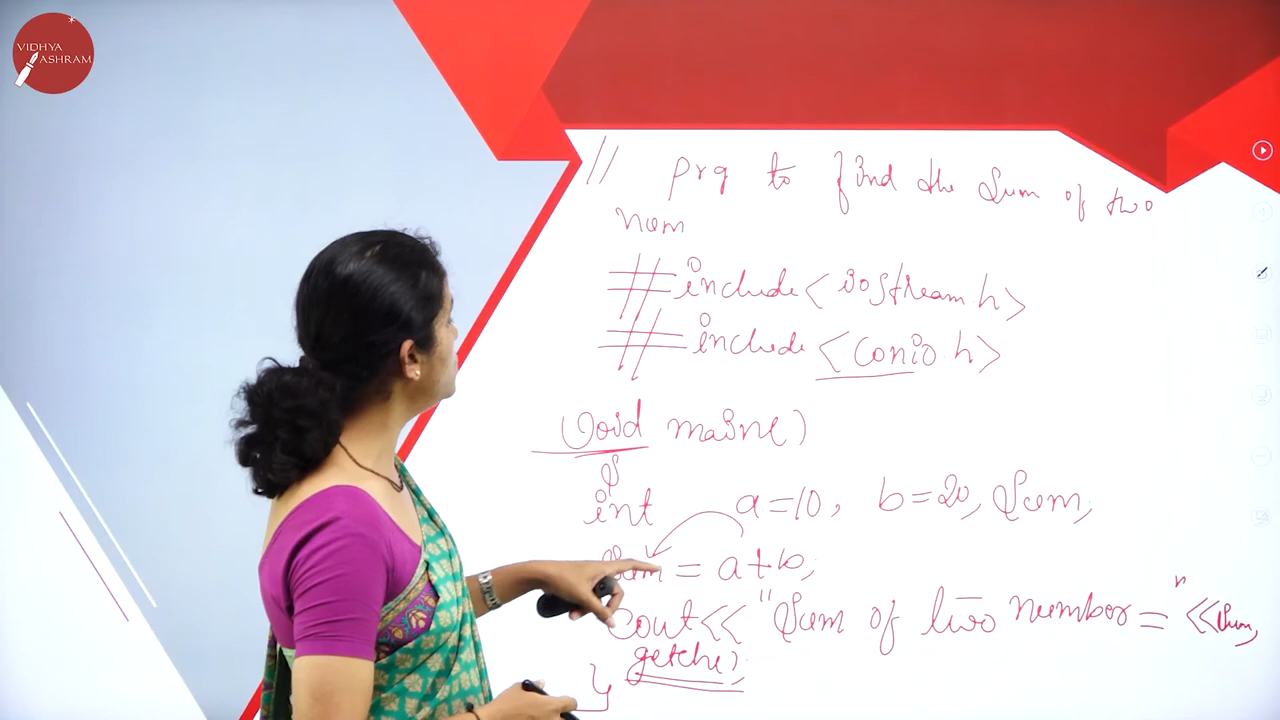 VIDHYA
ASHRAM
// prg to find the Sum of two
num
#include <iostream.h>
#include <conio.h>
Void main()
{
int a=10, b=20, Sum;
Sum = a+b;
Cout<< "Sum of two number =" <<Sum;
getch();
}